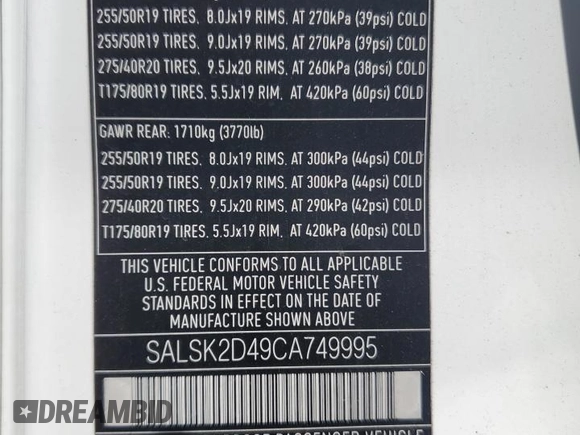 255/50R19 TIRES, 8.0Jx19 RIMS, AT 270kPa (39psi) COLD
255/50R19 TIRES, 9.0Jx19 RIMS, AT 270kPa (39psi) COLD
275/40R20 TIRES, 9.5Jx20 RIMS, AT 260kPa (38psi) COLD
T175/80R19 TIRES, 5.5Jx19 RIM, AT 420kPa (60psi) COLD
GAWR REAR: 1710kg (3770lb)
255/50R19 TIRES, 8.0Jx19 RIMS, AT 300kPa (44psi) COLD
255/50R19 TIRES, 9.0Jx19 RIMS, AT 300kPa (44psi) COLD
275/40R20 TIRES, 9.5Jx20 RIMS, AT 290kPa (42psi) COLD
T175/80R19 TIRES, 5.5Jx19 RIM, AT 420kPa (60psi) COLD
THIS VEHICLE CONFORMS TO ALL APPLICABLE
U.S. FEDERAL MOTOR VEHICLE SAFETY
STANDARDS IN EFFECT ON THE DATE OF
MANUFACTURE SHOWN ABOVE
SALSK2D49CA749995
DREAMBID
PASSENGER VEHICLE